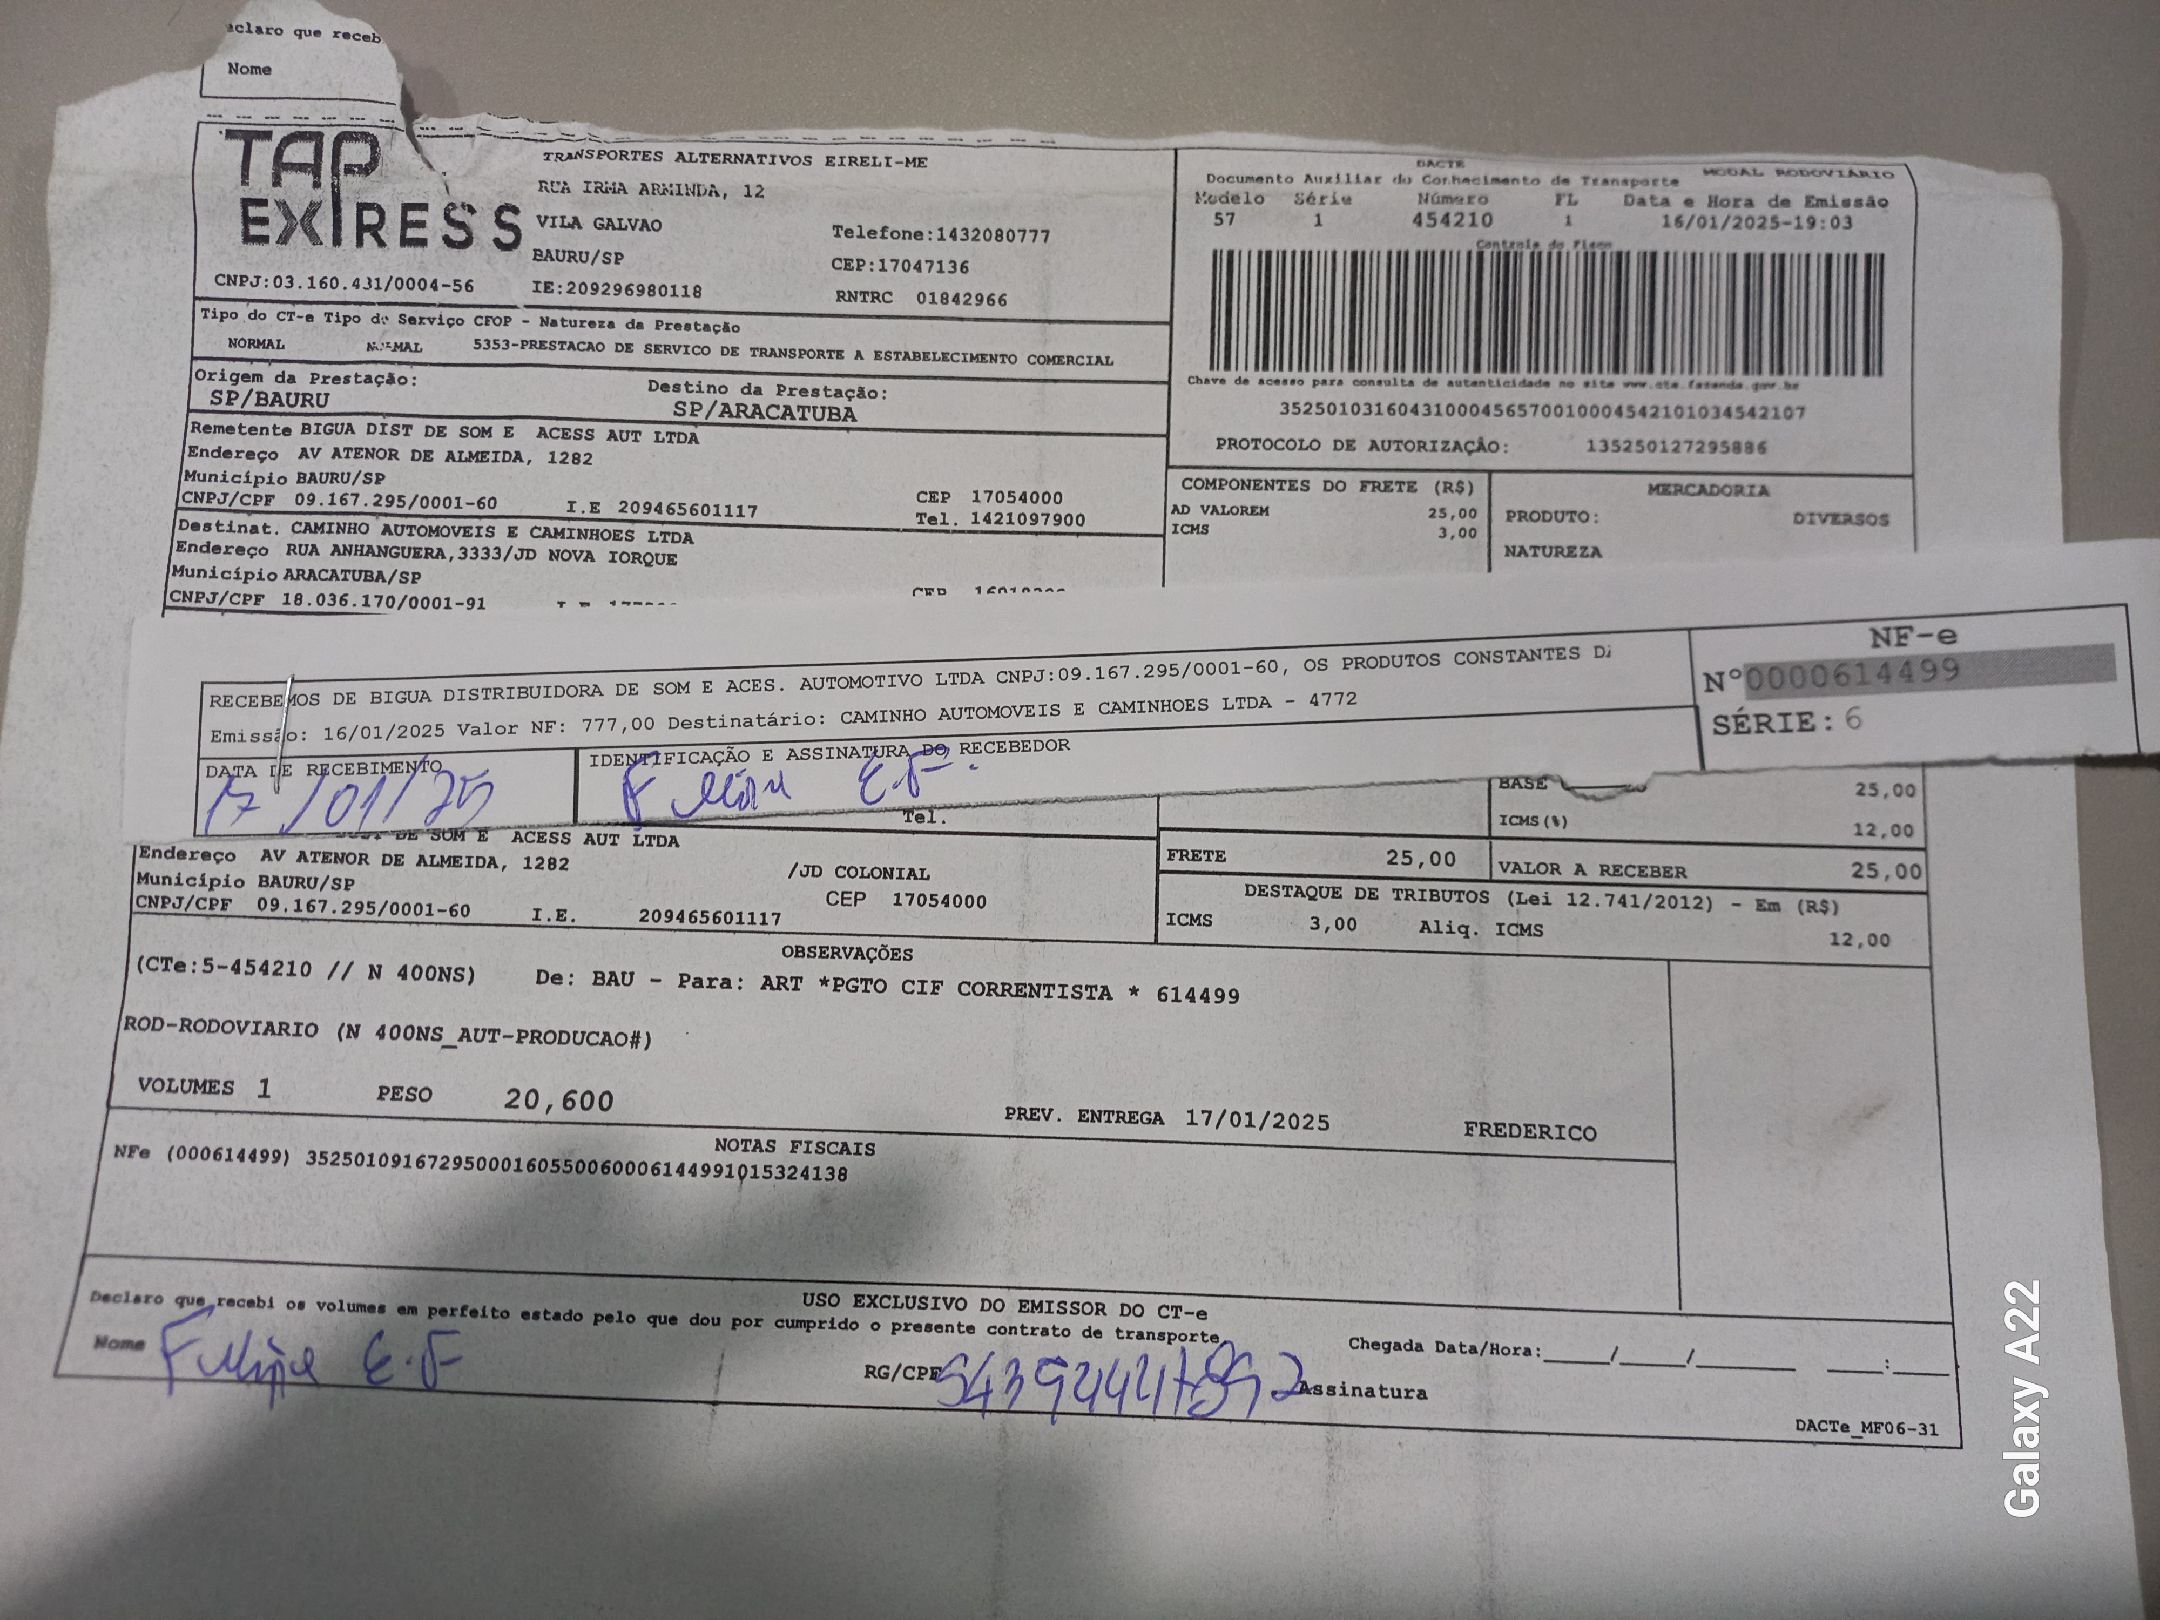 eclaro que receb
Nome
TAP EXPRESS
TRANSPORTES ALTERNATIVOS EIRELI-ME
RUA IRMA ARMINDA, 12
VILA GALVAO
Telefone:1432080777
BAURU/SP
CEP:17047136
CNPJ:03.160.431/0004-56
IE:209296980118
RNTRC 01842966
DACTE
MODAL RODOVIÁRIO
Documento Auxiliar do Conhecimento de Transporte
Modelo Série Número FL Data e Hora de Emissão
57 1 454210 1 16/01/2025-19:03
Controle do Fisco
Chave de acesso para consulta de autenticidade no site www.cte.fazenda.gov.br
35250103160431000456570010004542101034542107
PROTOCOLO DE AUTORIZAÇÃO: 135250127295886
Tipo do CT-e Tipo do Serviço CFOP - Natureza da Prestação
NORMAL NORMAL 5353-PRESTACAO DE SERVICO DE TRANSPORTE A ESTABELECIMENTO COMERCIAL
Origem da Prestação: Destino da Prestação:
SP/BAURU SP/ARACATUBA
Remetente BIGUA DIST DE SOM E ACESS AUT LTDA
Endereço AV ATENOR DE ALMEIDA, 1282
Município BAURU/SP
CEP 17054000
CNPJ/CPF 09.167.295/0001-60 I.E 209465601117 Tel. 1421097900
Destinat. CAMINHO AUTOMOVEIS E CAMINHOES LTDA
Endereço RUA ANHANGUERA,3333/JD NOVA IORQUE
Município ARACATUBA/SP
CEP
CNPJ/CPF 18.036.170/0001-91
COMPONENTES DO FRETE (R$)
AD VALOREM 25,00
ICMS 3,00
MERCADORIA
PRODUTO: DIVERSOS
NATUREZA
RECEBEMOS DE BIGUA DISTRIBUIDORA DE SOM E ACES. AUTOMOTIVO LTDA CNPJ:09.167.295/0001-60, OS PRODUTOS CONSTANTES DA
Emissão: 16/01/2025 Valor NF: 777,00 Destinatário: CAMINHO AUTOMOVEIS E CAMINHOES LTDA - 4772
DATA DE RECEBIMENTO
17/01/25
IDENTIFICAÇÃO E ASSINATURA DO RECEBEDOR
E.F.
NF-e
N°0000614499
SÉRIE: 6
Tel.
DE SOM E ACESS AUT LTDA
Endereço AV ATENOR DE ALMEIDA, 1282 /JD COLONIAL
Município BAURU/SP CEP 17054000
CNPJ/CPF 09.167.295/0001-60 I.E. 209465601117
BASE 25,00
ICMS(%) 12,00
FRETE 25,00 VALOR A RECEBER 25,00
DESTAQUE DE TRIBUTOS (Lei 12.741/2012) - Em (R$)
ICMS 3,00 Aliq. ICMS 12,00
OBSERVAÇÕES
(CTe:5-454210 // N 400NS) De: BAU - Para: ART *PGTO CIF CORRENTISTA * 614499
ROD-RODOVIARIO (N 400NS_AUT-PRODUCAO#)
VOLUMES 1 PESO 20,600
PREV. ENTREGA 17/01/2025 FREDERICO
NOTAS FISCAIS
NFe (000614499) 35250109167295000160550060006144991015324138
USO EXCLUSIVO DO EMISSOR DO CT-e
Declaro que recebi os volumes em perfeito estado pelo que dou por cumprido o presente contrato de transporte
Nome Felipe E.F
RG/CPF
Assinatura
Chegada Data/Hora:_____/_____/_______ ____:____
DACTe_MF06-31
Galaxy A22